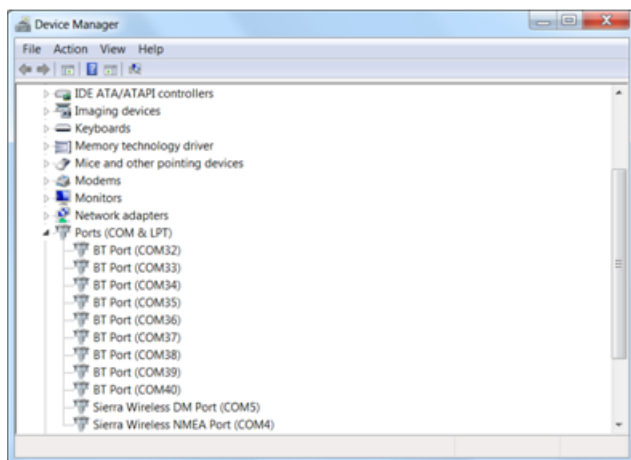 Device Manager
File Action View Help
IDE ATA/ATAPI controllers
Imaging devices
Keyboards
Memory technology driver
Mice and other pointing devices
Modems
Monitors
Network adapters
Ports (COM & LPT)
BT Port (COM32)
BT Port (COM33)
BT Port (COM34)
BT Port (COM35)
BT Port (COM36)
BT Port (COM37)
BT Port (COM38)
BT Port (COM39)
BT Port (COM40)
Sierra Wireless DM Port (COM5)
Sierra Wireless NMEA Port (COM4)